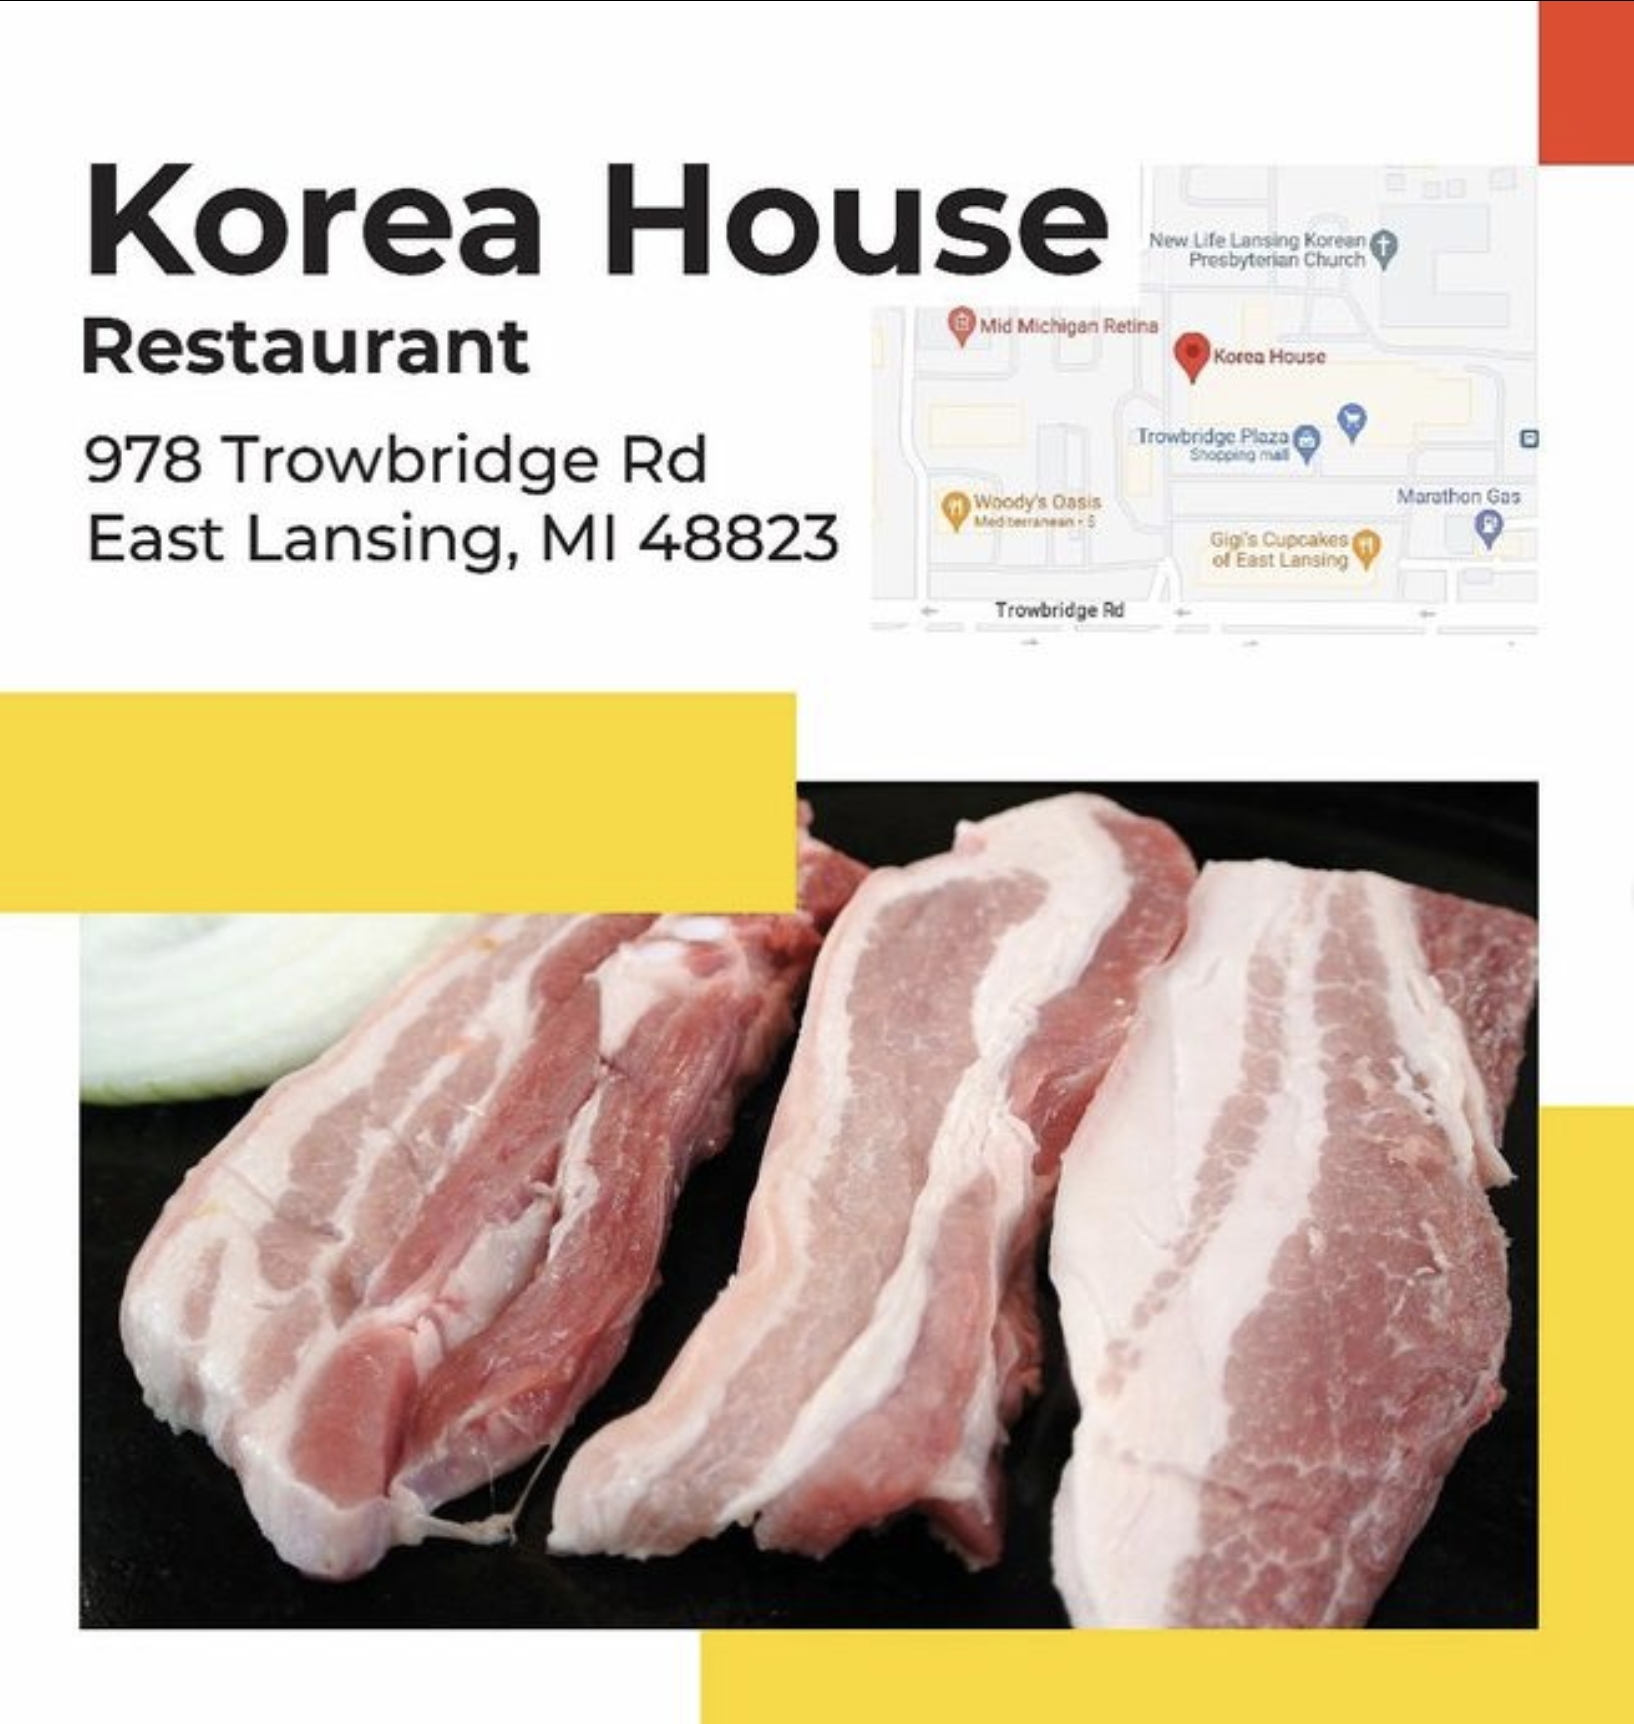 Korea House
Restaurant
978 Trowbridge Rd
East Lansing, MI 48823
New Life Lansing Korean
Presbyterian Church
Mid Michigan Retina
Korea House
Trowbridge Plaza
Shopping mall
Woody's Oasis
Mediterranean • $
Marathon Gas
Gigi's Cupcakes
of East Lansing
Trowbridge Rd